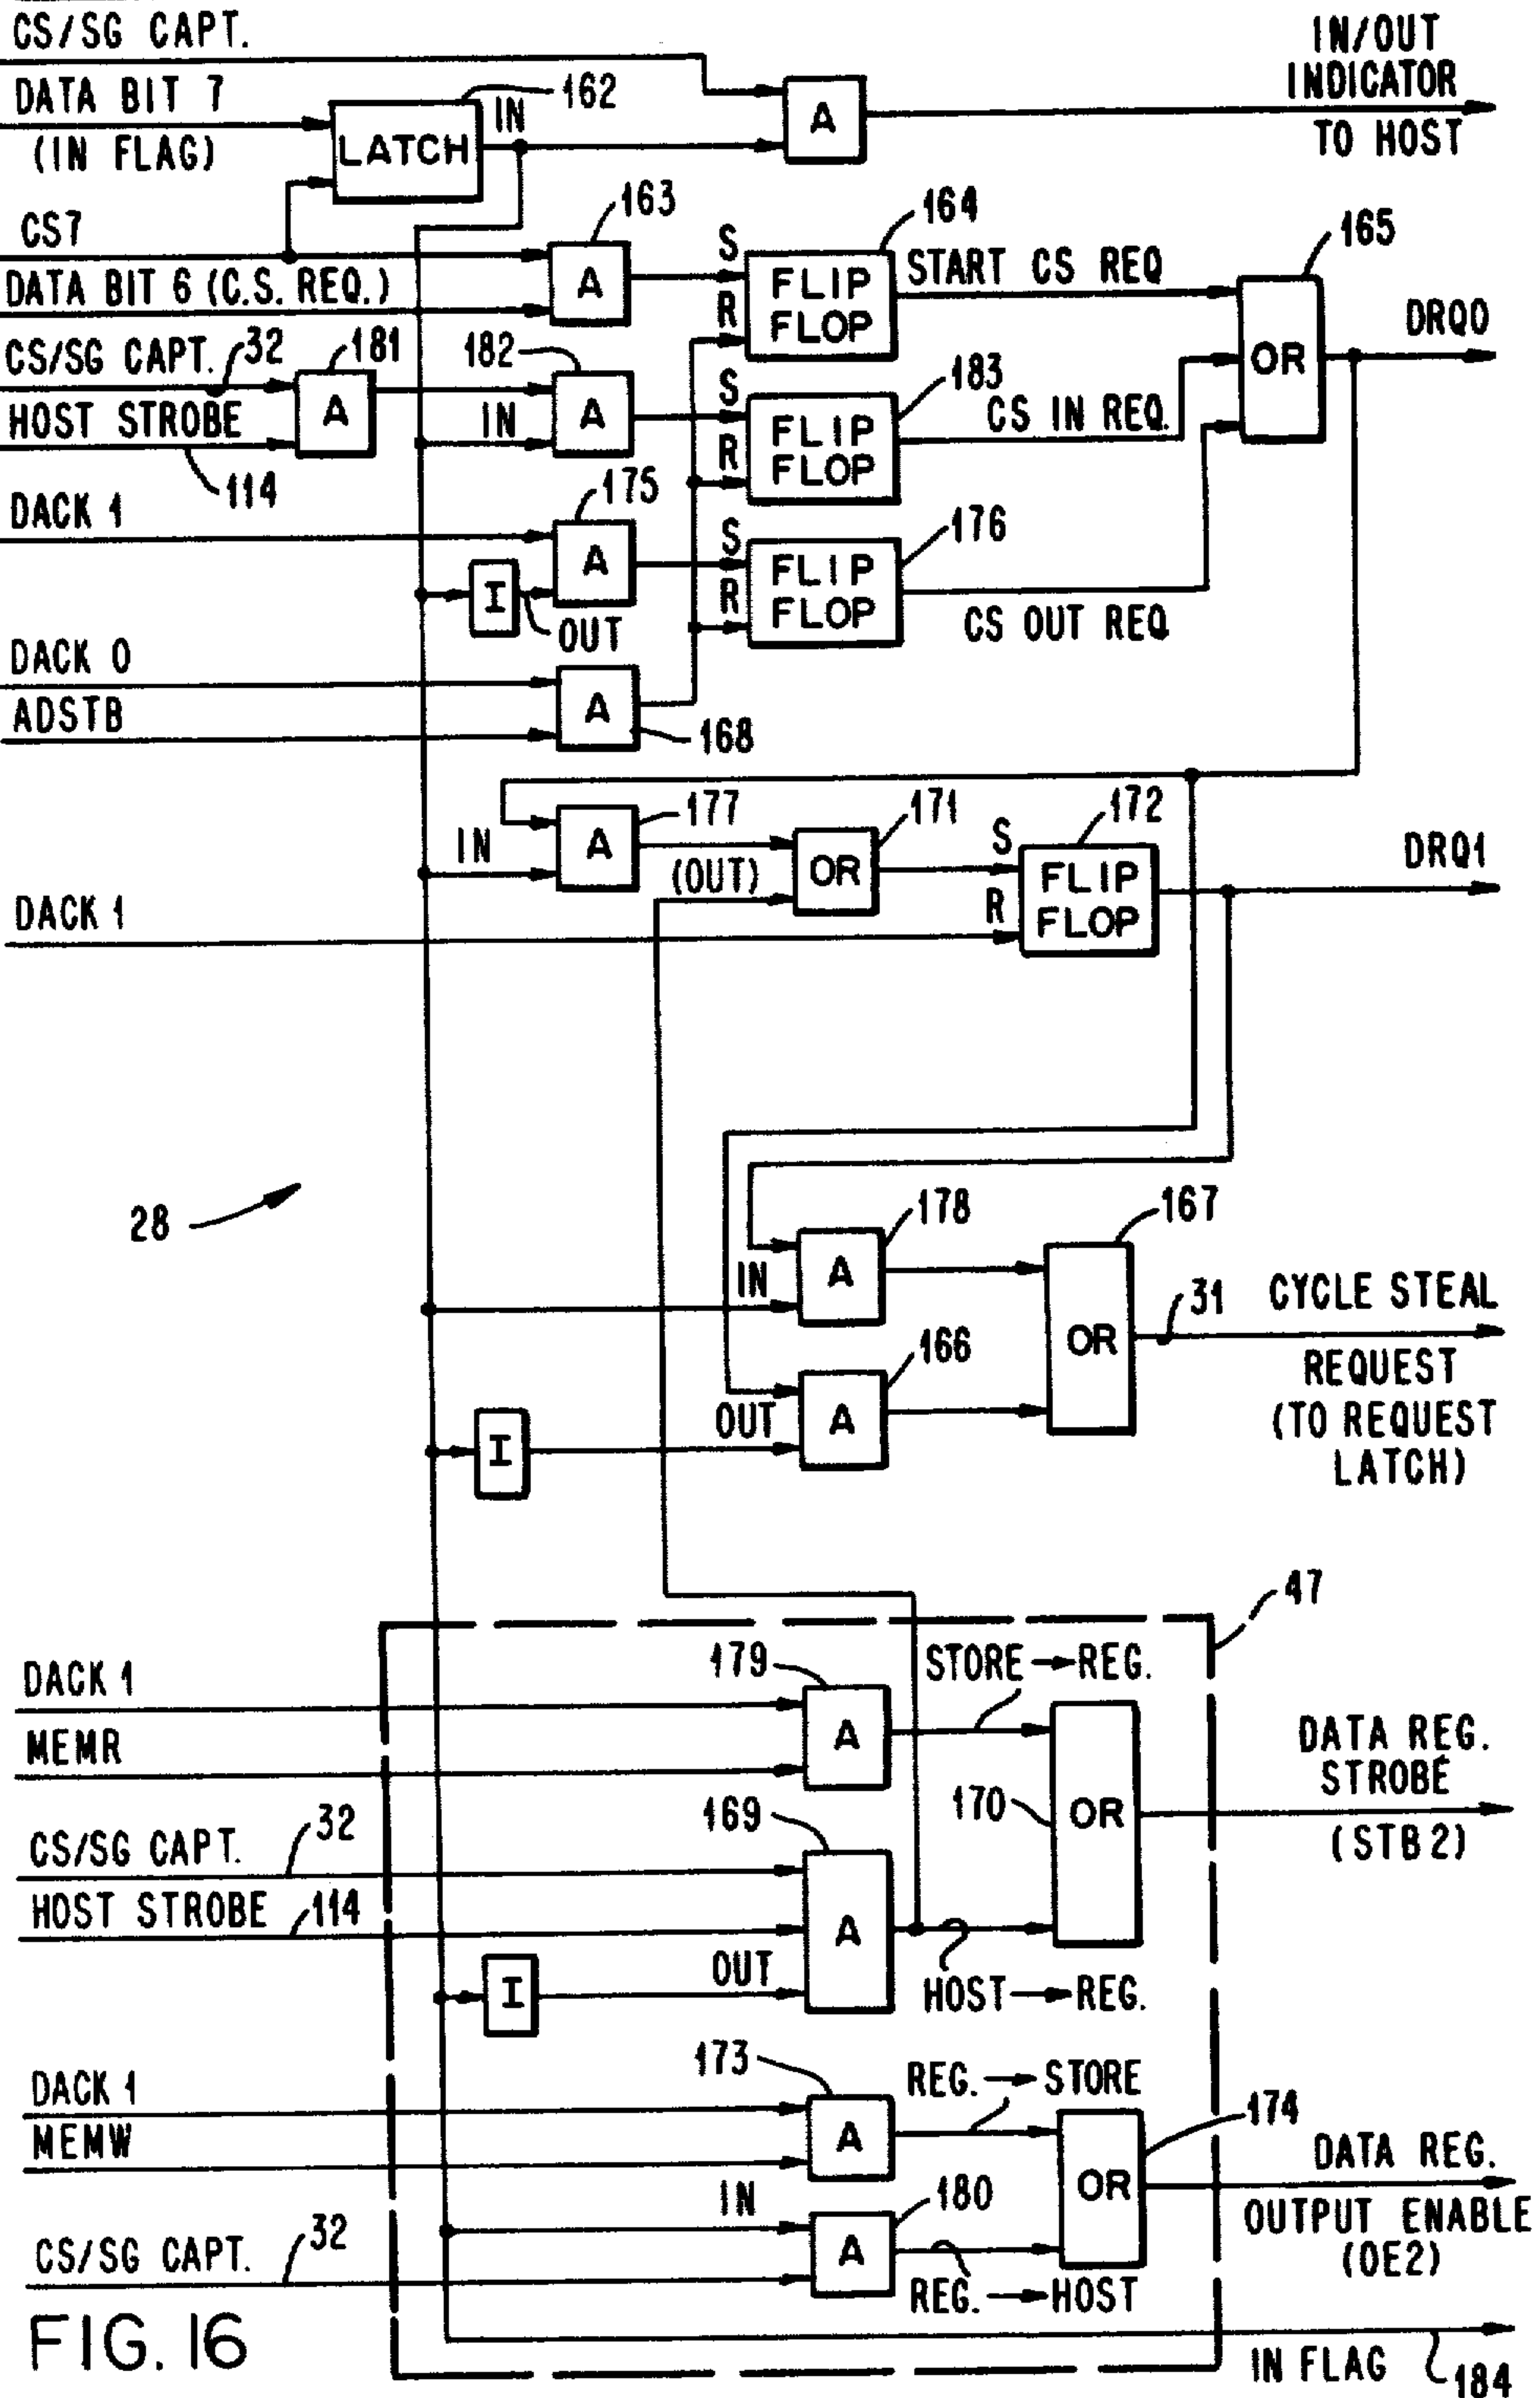 CS/SG CAPT.
DATA BIT 7
(IN FLAG)
162
LATCH
IN
A
IN/OUT
INDICATOR
TO HOST
CS7
163
DATA BIT 6 (C.S. REQ.)
A
S
R
FLIP
FLOP
164
START CS REQ
165
OR
DRQ0
CS/SG CAPT. 32
181
HOST STROBE
A
114
182
IN
A
S
R
FLIP
FLOP
183
CS IN REQ.
DACK 1
175
A
I
OUT
S
R
FLIP
FLOP
176
CS OUT REQ
DACK 0
ADSTB
A
168
IN
A
177
(OUT)
171
OR
S
R
172
FLIP
FLOP
DRQ1
DACK 1
28
178
A
IN
167
OR
31
CYCLE STEAL
REQUEST
(TO REQUEST
LATCH)
166
OUT
A
I
47
DACK 1
MEMR
179
A
STORE→REG.
170
OR
DATA REG.
STROBE
(STB2)
CS/SG CAPT.
32
HOST STROBE
114
169
A
I
OUT
HOST→REG.
DACK 1
MEMW
173
A
REG.→STORE
174
OR
DATA REG.
OUTPUT ENABLE
(OE2)
IN
180
A
CS/SG CAPT.
32
REG.→HOST
FIG. 16
IN FLAG
184